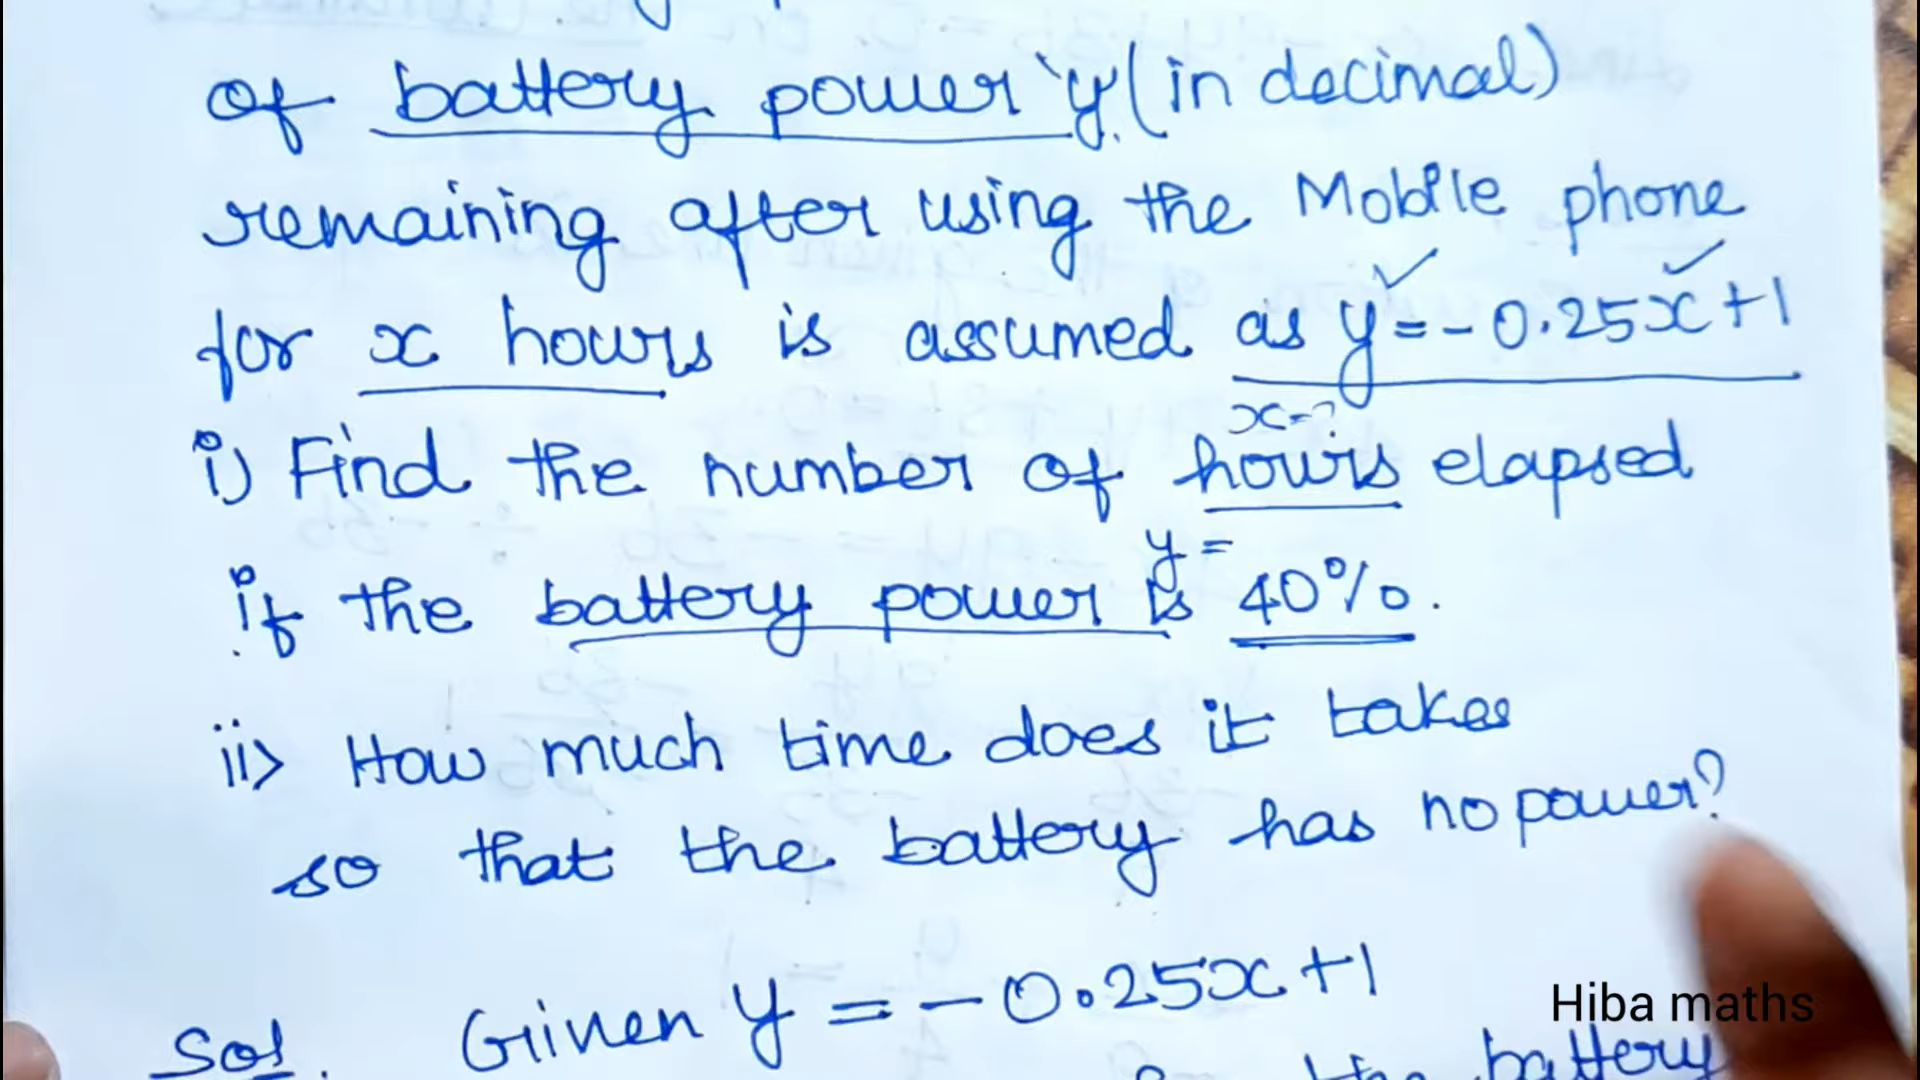 of battery power 'y' (in decimal)
remaining after using the Mobile phone
for x hours is assumed as y = -0.25x + 1
x = ?
i) Find the number of hours elapsed
y =
if the battery power is 40%.
ii) How much time does it takes
so that the battery has no power?
Sol. Given y = -0.25x + 1
Hiba maths
the battery